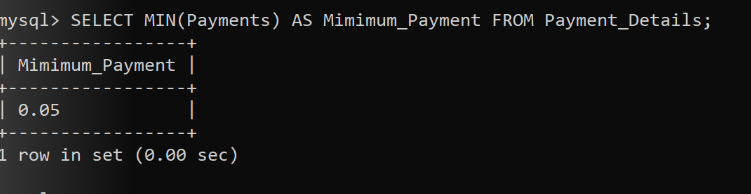 mysql> SELECT MIN(Payments) AS Mimimum_Payment FROM Payment_Details;
+-----------------+
| Mimimum_Payment |
+-----------------+
| 0.05            |
+-----------------+
1 row in set (0.00 sec)